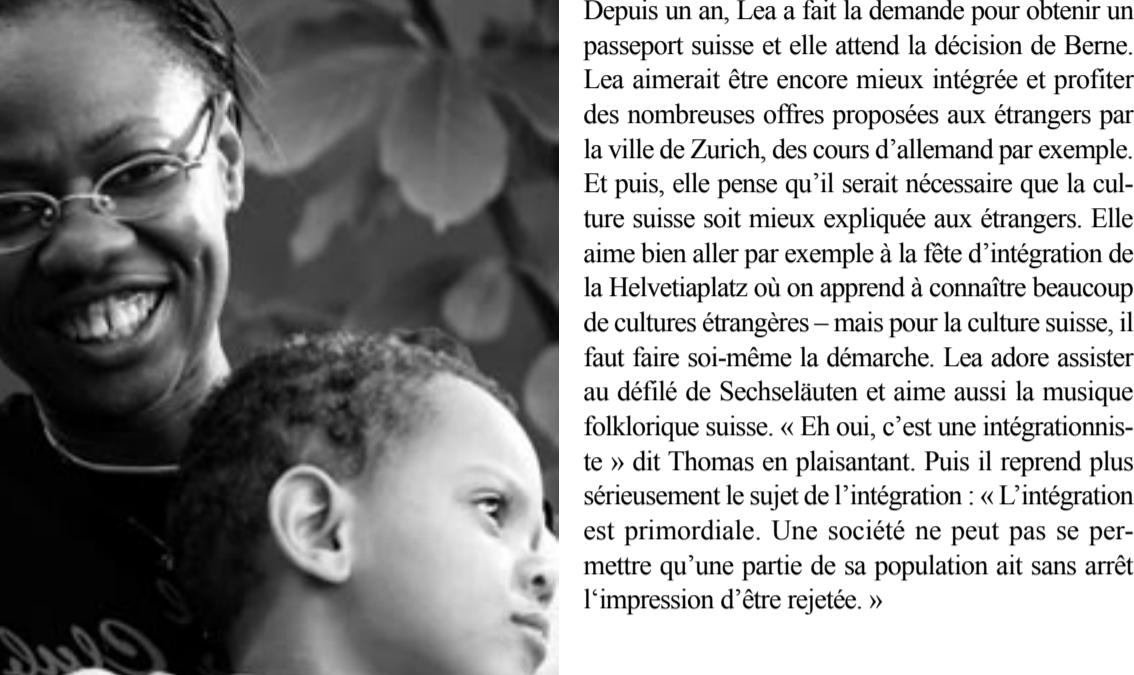 Depuis un an, Lea a fait la demande pour obtenir un
passeport suisse et elle attend la décision de Berne.
Lea aimerait être encore mieux intégrée et profiter
des nombreuses offres proposées aux étrangers par
la ville de Zurich, des cours d’allemand par exemple.
Et puis, elle pense qu’il serait nécessaire que la cul-
ture suisse soit mieux expliquée aux étrangers. Elle
aime bien aller par exemple à la fête d’intégration de
la Helvetiaplatz où on apprend à connaître beaucoup
de cultures étrangères – mais pour la culture suisse, il
faut faire soi-même la démarche. Lea adore assister
au défilé de Sechseläuten et aime aussi la musique
folklorique suisse. « Eh oui, c’est une intégrationnis-
te » dit Thomas en plaisantant. Puis il reprend plus
sérieusement le sujet de l’intégration : « L’intégration
est primordiale. Une société ne peut pas se per-
mettre qu’une partie de sa population ait sans arrêt
l‘impression d’être rejetée. »